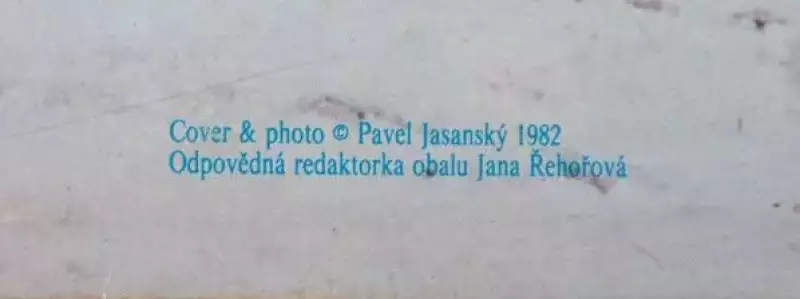 Cover & photo © Pavel Jasanský 1982
Odpovědná redaktorka obalu Jana Řehořová